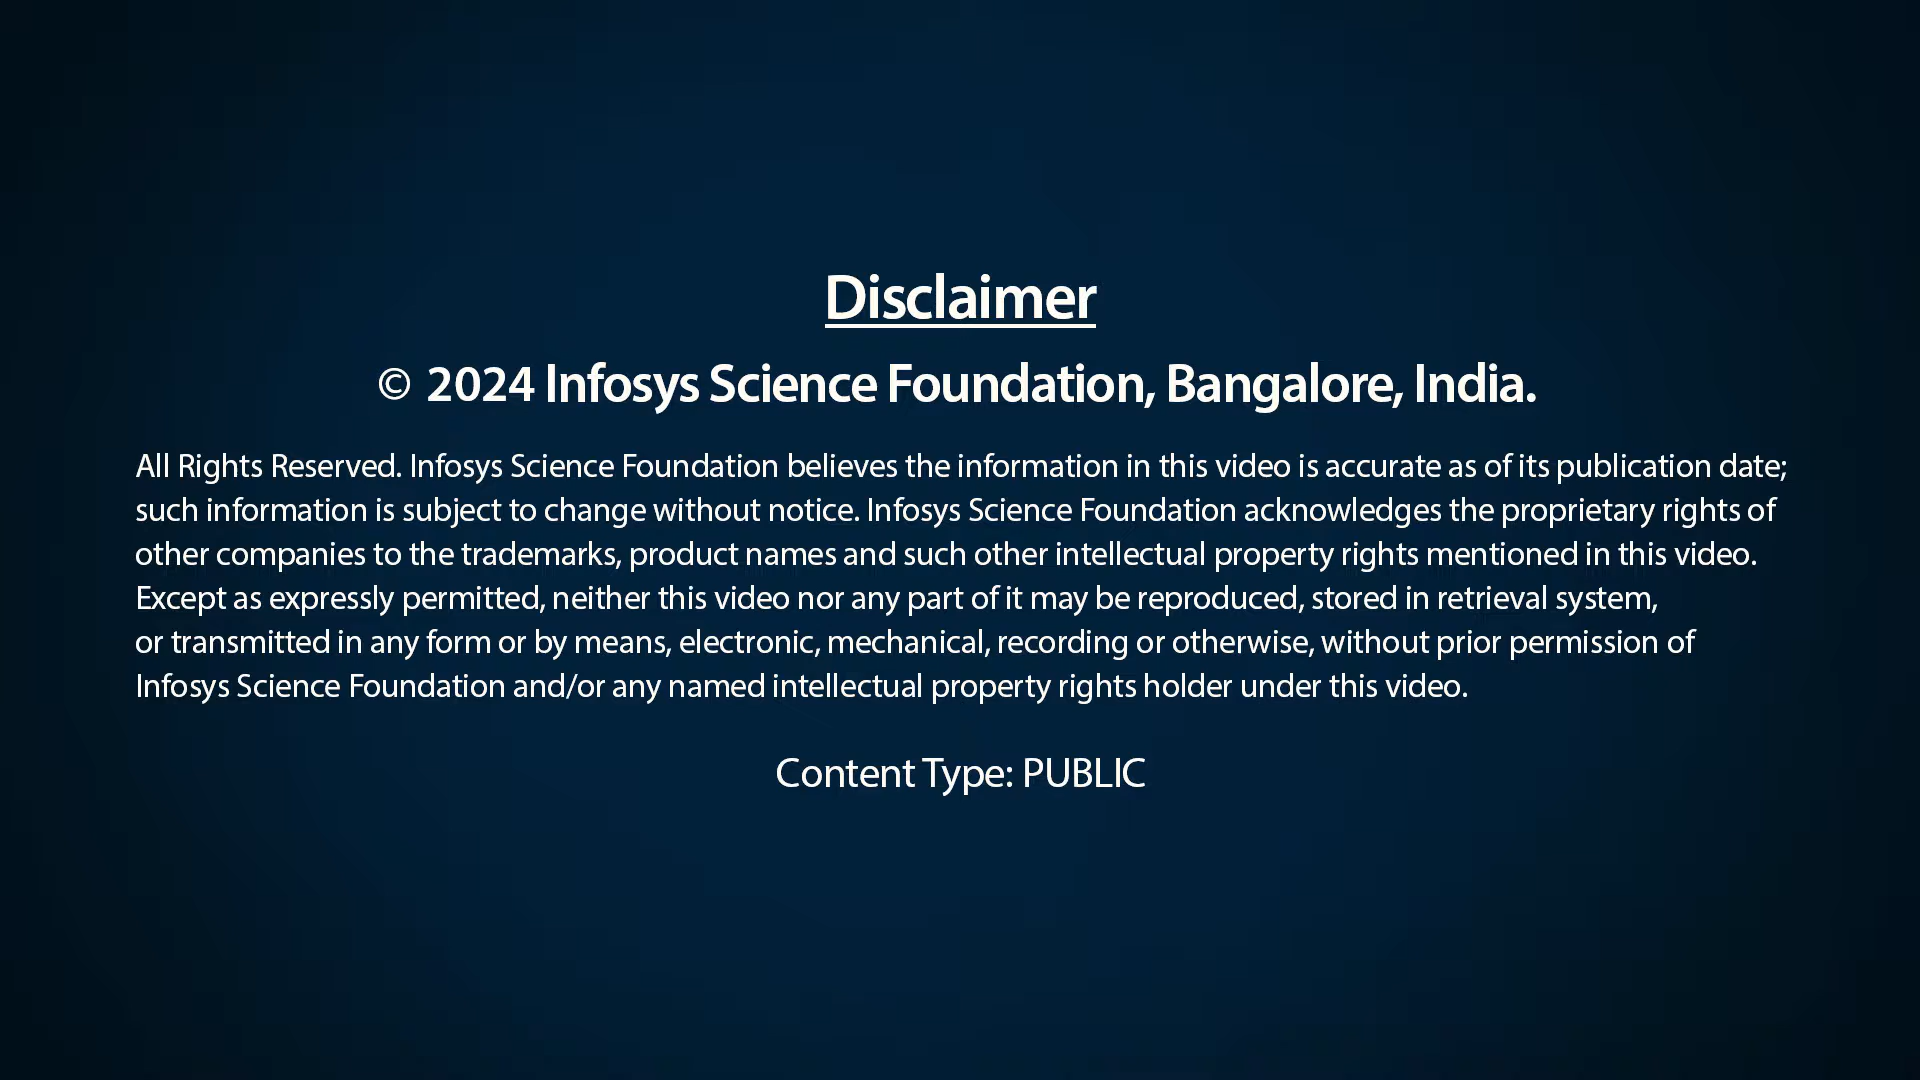 Disclaimer
© 2024 Infosys Science Foundation, Bangalore, India.
All Rights Reserved. Infosys Science Foundation believes the information in this video is accurate as of its publication date;
such information is subject to change without notice. Infosys Science Foundation acknowledges the proprietary rights of
other companies to the trademarks, product names and such other intellectual property rights mentioned in this video.
Except as expressly permitted, neither this video nor any part of it may be reproduced, stored in retrieval system,
or transmitted in any form or by means, electronic, mechanical, recording or otherwise, without prior permission of
Infosys Science Foundation and/or any named intellectual property rights holder under this video.
Content Type: PUBLIC